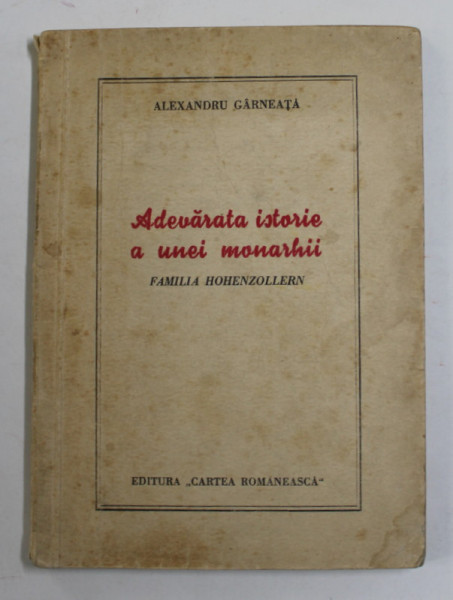 ALEXANDRU GÂRNEAȚĂ
Adevărata istorie
a unei monarhii
FAMILIA HOHENZOLLERN
EDITURA „CARTEA ROMÂNEASCĂ“